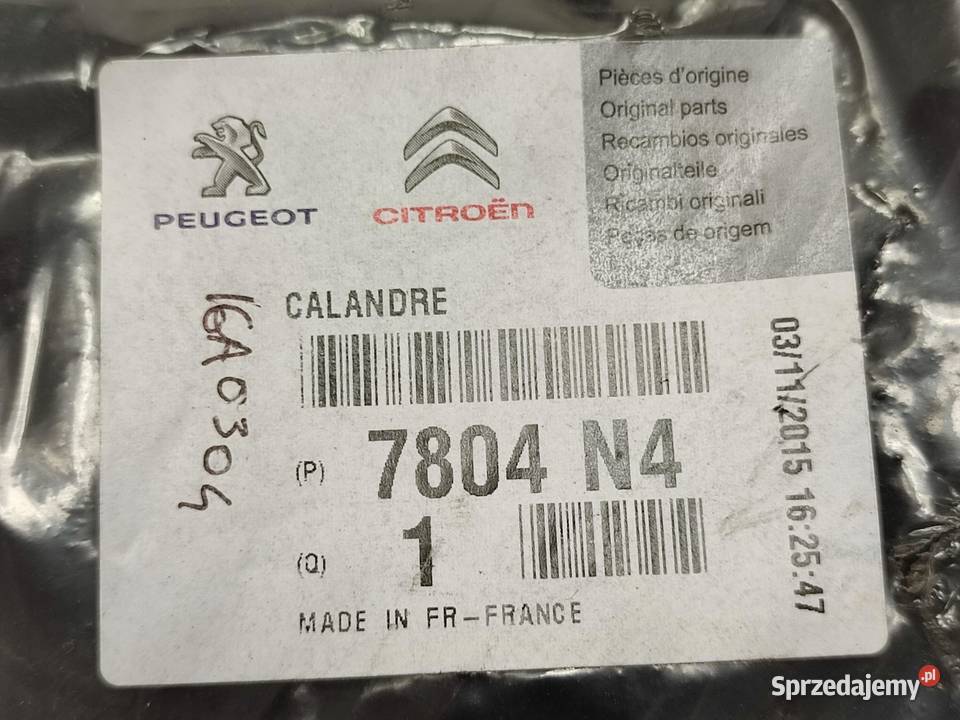 PEUGEOT
CITROËN
Pièces d'origine
Original parts
Recambios originales
Originalteile
Ricambi originali
Peças de origem
CALANDRE
16A0304
(P) 7804 N4
(Q) 1
MADE IN FR-FRANCE
03/11/2015 16:25:47
Sprzedajemy.pl